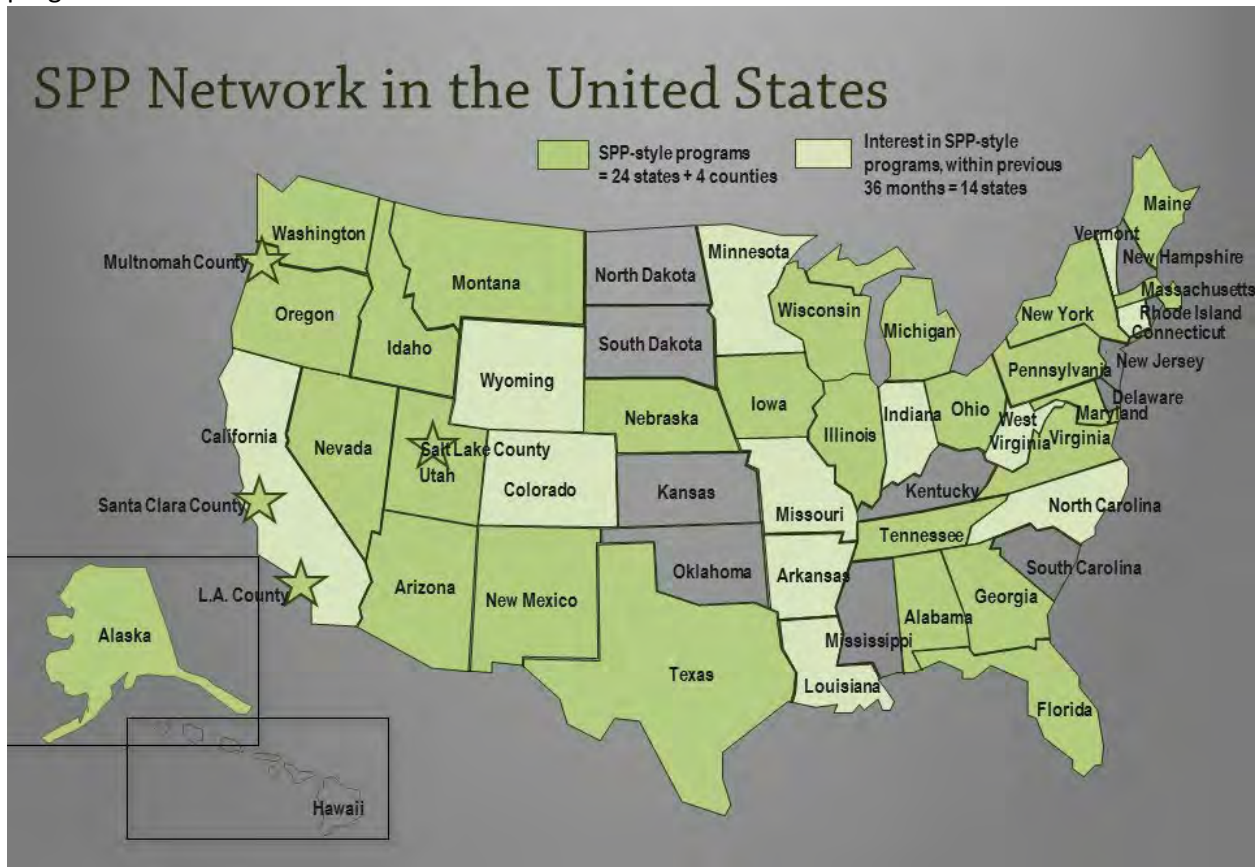 SPP Network in the United States
SPP-style programs
= 24 states + 4 counties
Interest in SPP-style
programs, within previous
36 months = 14 states
Maine
Washington
Vermont
Multnomah County
Montana
North Dakota
Minnesota
New Hampshire
Massachusetts
Oregon
Wisconsin
Michigan
New York
Rhode Island
Connecticut
Idaho
South Dakota
Wyoming
Pennsylvania
New Jersey
Nebraska
Iowa
Delaware
California
Nevada
Salt Lake County
Utah
Illinois
Indiana
Ohio
West
Virginia
Maryland
Virginia
Colorado
Kansas
Missouri
Kentucky
Santa Clara County
North Carolina
Tennessee
L.A. County
Arizona
New Mexico
Oklahoma
Arkansas
South Carolina
Georgia
Alabama
Alaska
Mississippi
Texas
Louisiana
Florida
Hawaii